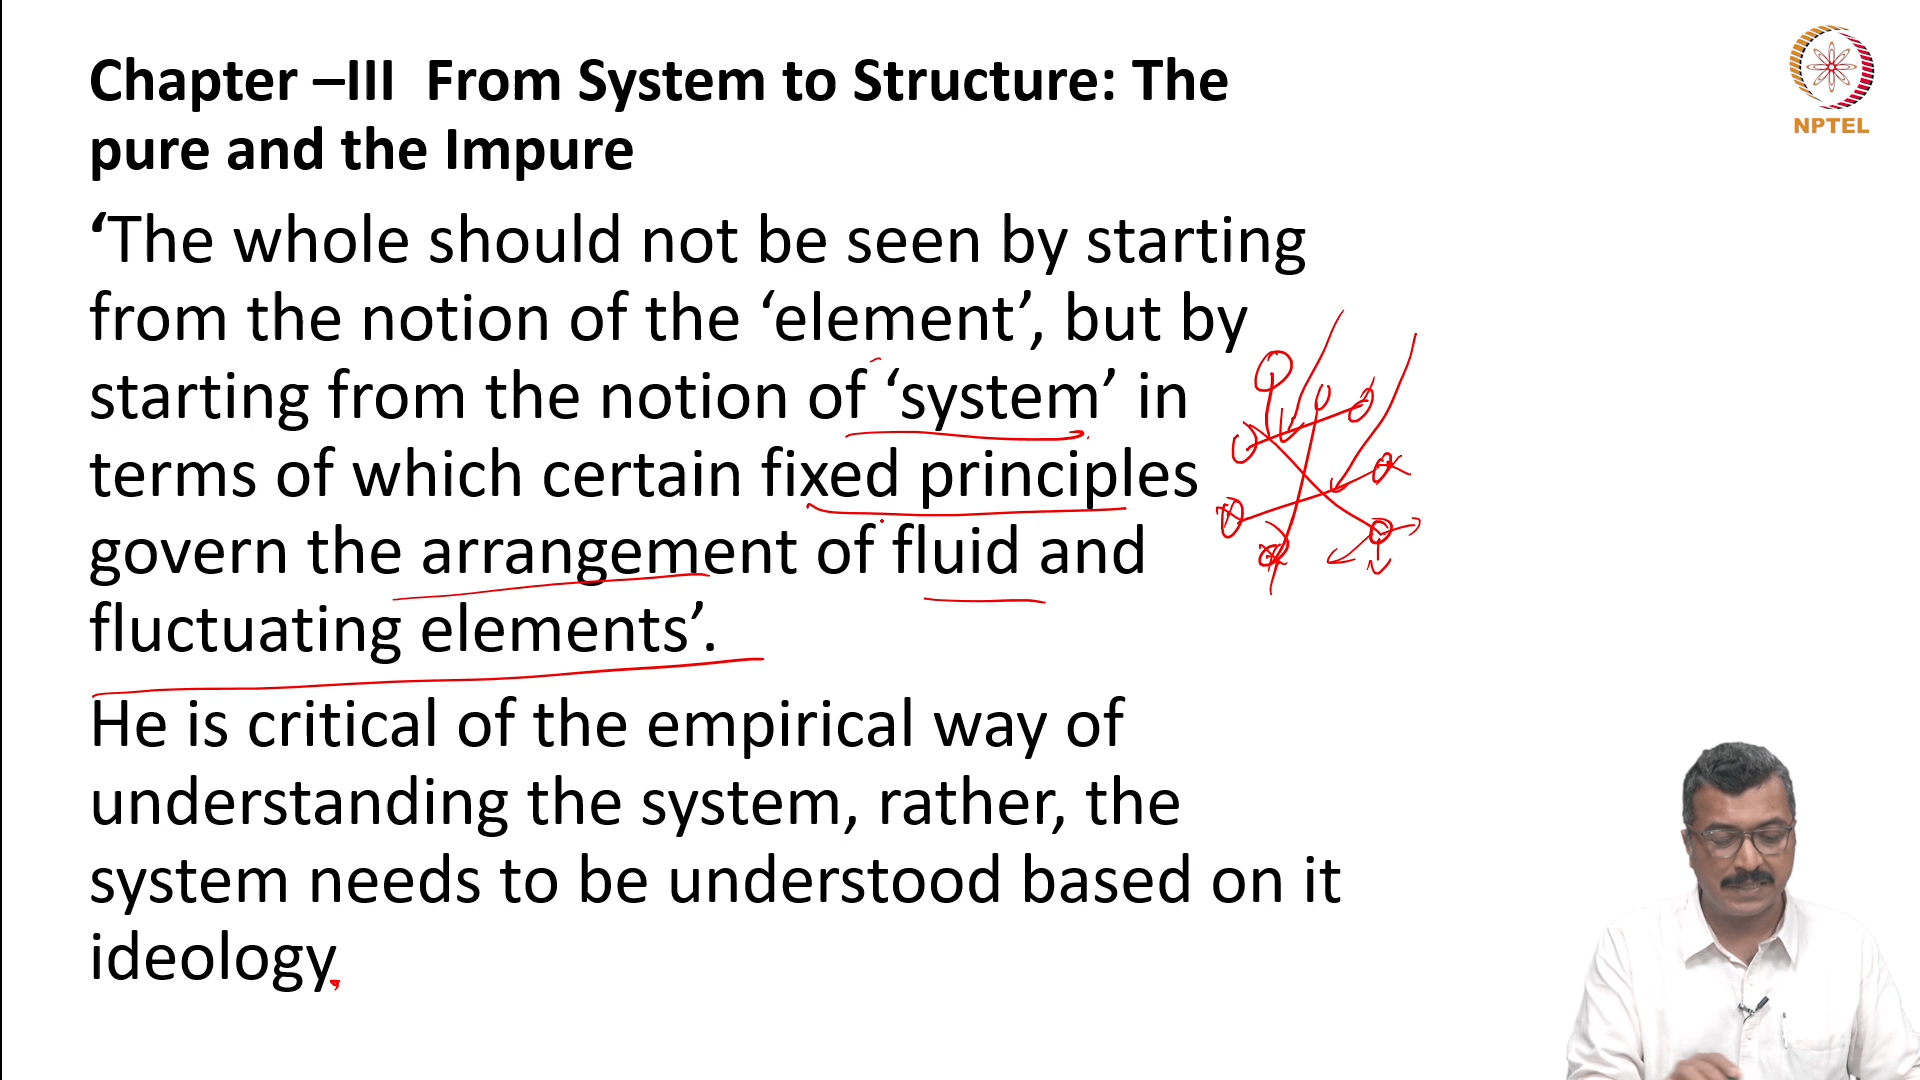 Chapter –III  From System to Structure: The
pure and the Impure
NPTEL
‘The whole should not be seen by starting
from the notion of the ‘element’, but by
starting from the notion of ‘system’ in
terms of which certain fixed principles
govern the arrangement of fluid and
fluctuating elements’.
He is critical of the empirical way of
understanding the system, rather, the
system needs to be understood based on it
ideology.